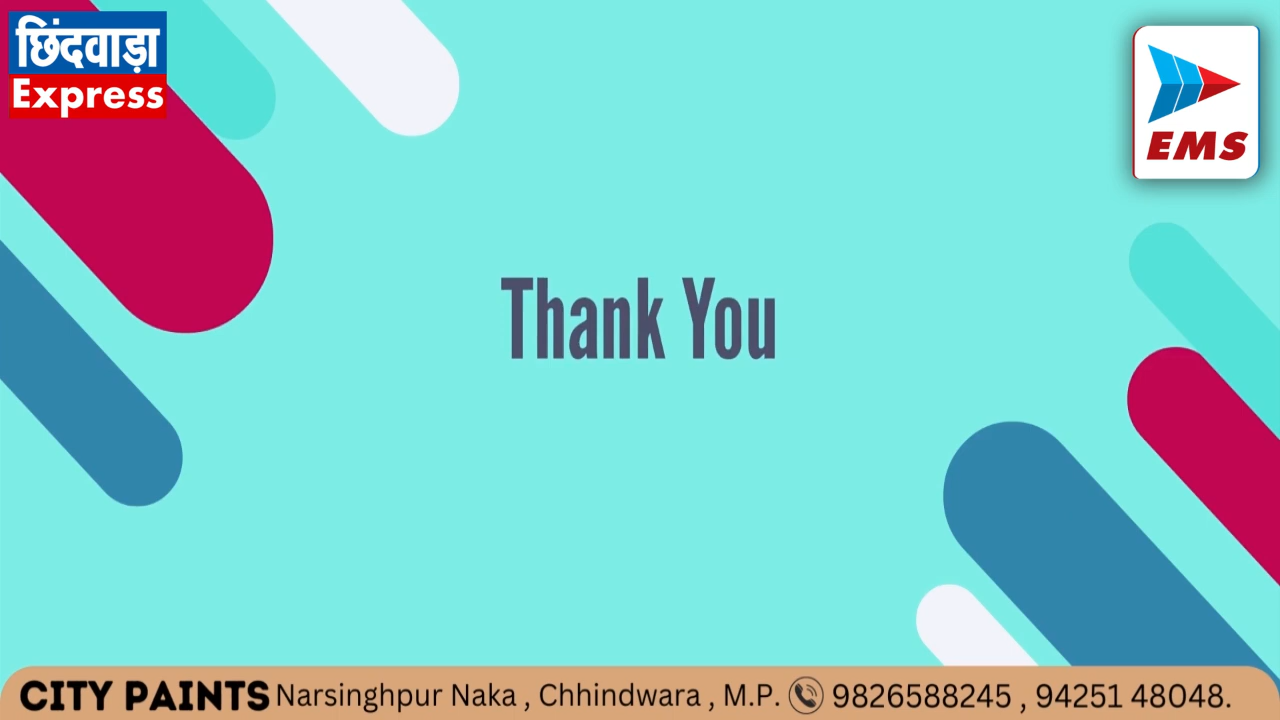 छिंदवाड़ा
Express
EMS
Thank You
CITY PAINTS Narsinghpur Naka , Chhindwara , M.P. 9826588245 , 94251 48048.